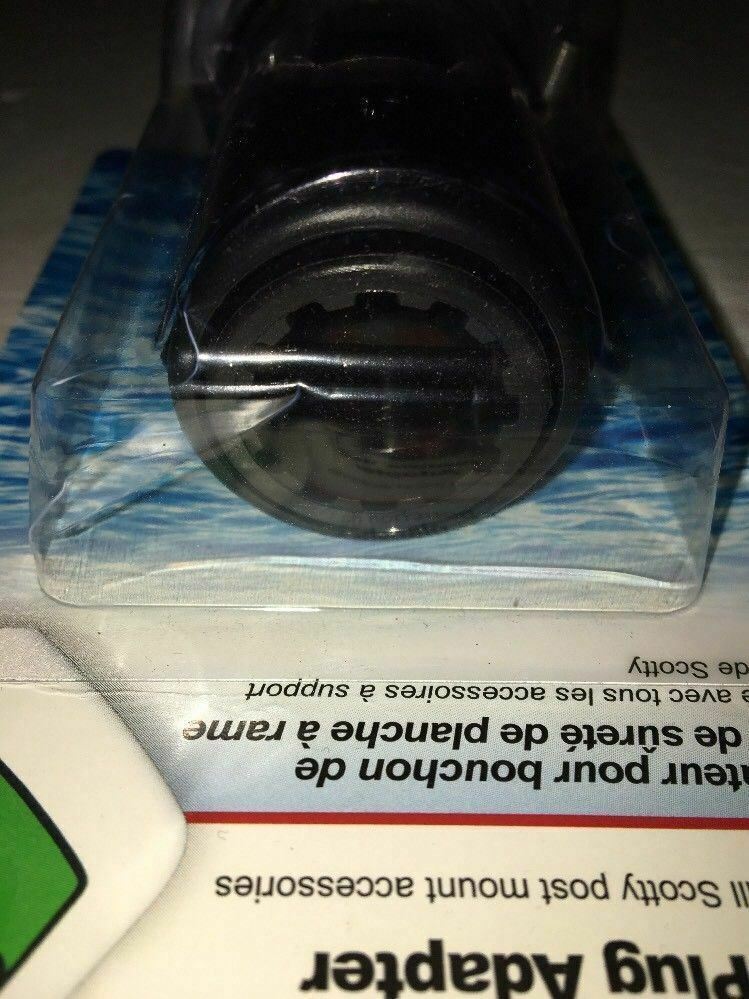 Plug Adapter
ll Scotty post mount accessories
teur pour bouchon de
de sûreté de planche à rame
avec tous les accessoires à support
de Scotty